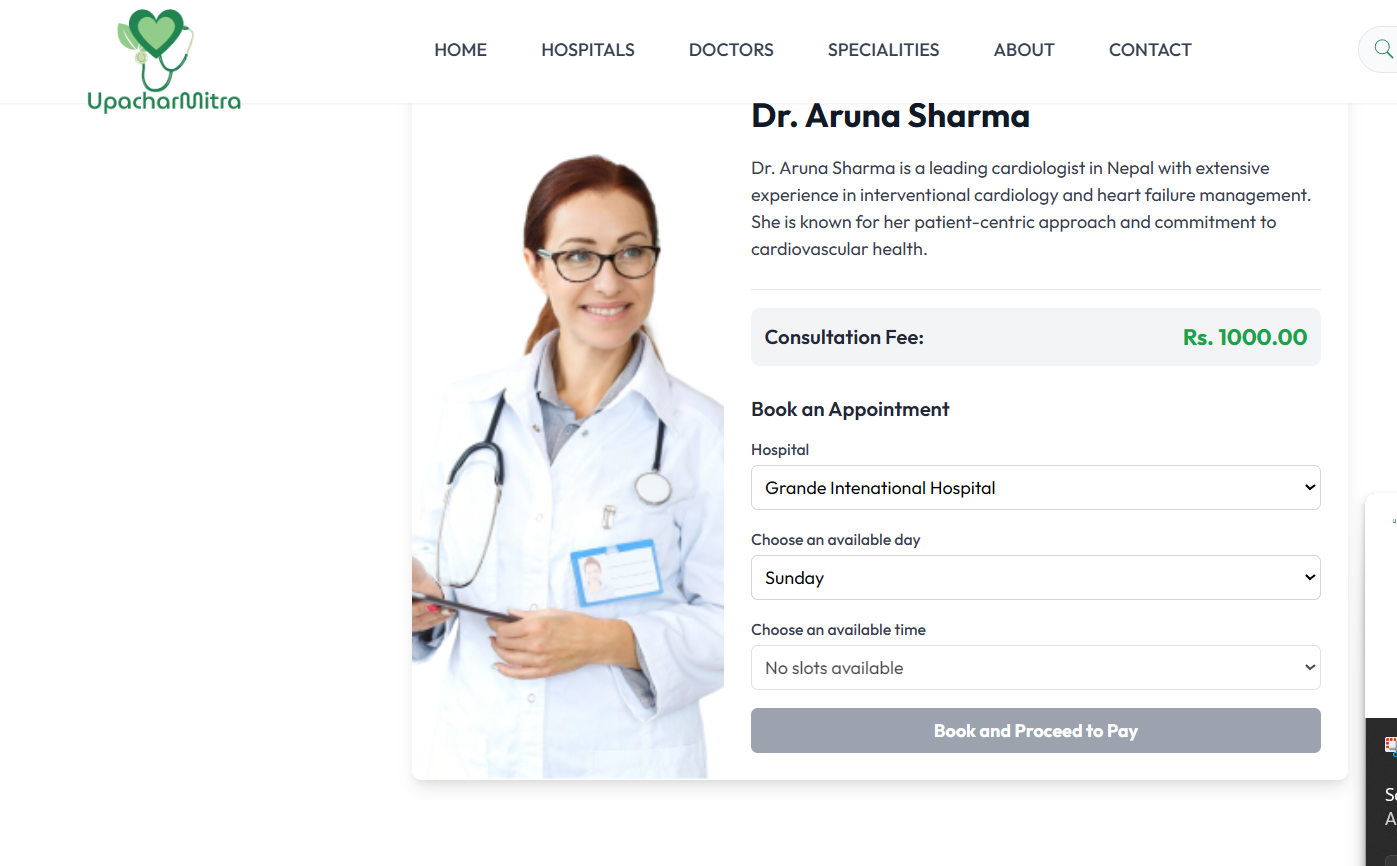 UpacharMitra
HOME
HOSPITALS
DOCTORS
SPECIALITIES
ABOUT
CONTACT
Dr. Aruna Sharma
Dr. Aruna Sharma is a leading cardiologist in Nepal with extensive
experience in interventional cardiology and heart failure management.
She is known for her patient-centric approach and commitment to
cardiovascular health.
Consultation Fee:
Rs. 1000.00
Book an Appointment
Hospital
Grande Intenational Hospital
Choose an available day
Sunday
Choose an available time
No slots available
Book and Proceed to Pay